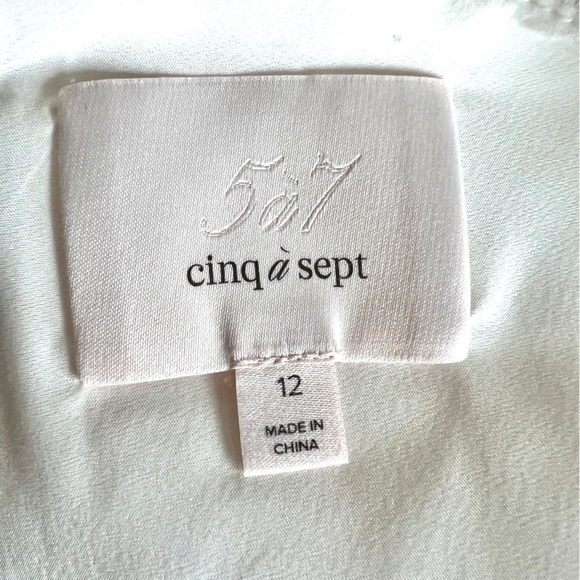 5à7
cinq à sept
12
MADE IN
CHINA